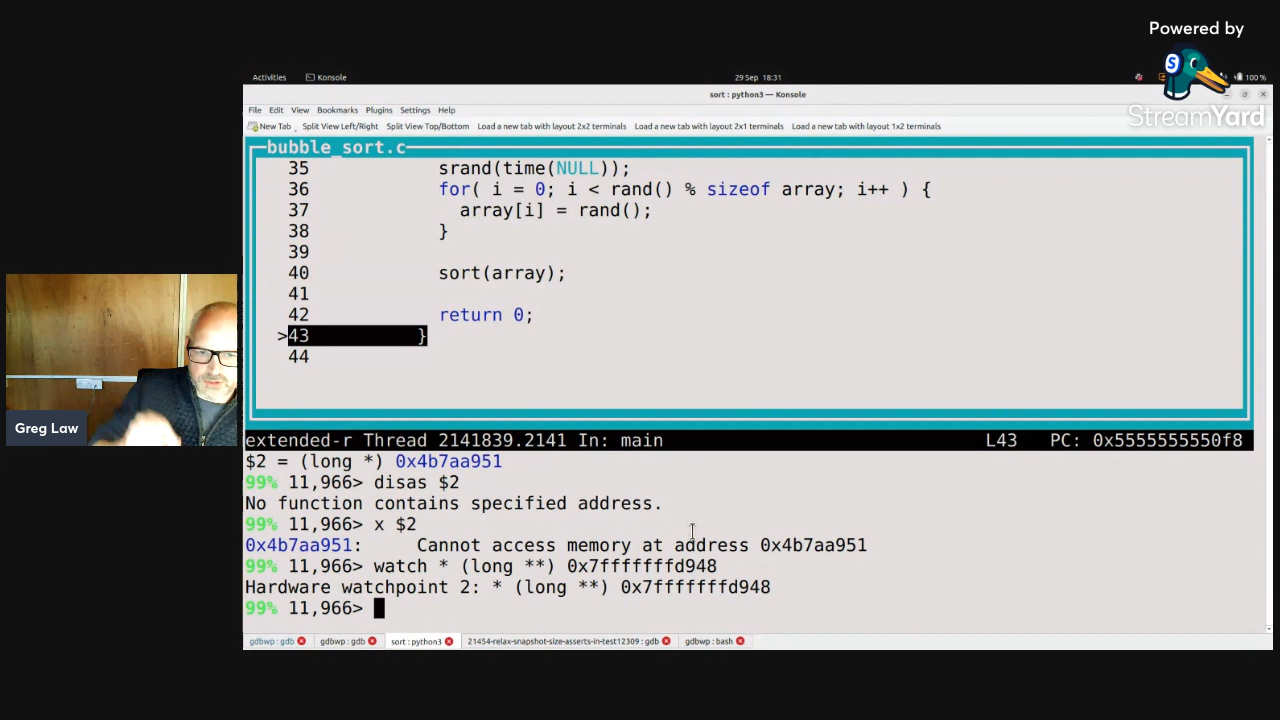 Powered by
StreamYard
Activities Konsole 29 Sep 18:31 100 %
sort : python3 — Konsole
File Edit View Bookmarks Plugins Settings Help
New Tab Split View Left/Right Split View Top/Bottom Load a new tab with layout 2x2 terminals Load a new tab with layout 2x1 terminals Load a new tab with layout 1x2 terminals
bubble_sort.c
35 srand(time(NULL));
36 for( i = 0; i < rand() % sizeof array; i++ ) {
37 array[i] = rand();
38 }
39
40 sort(array);
41
42 return 0;
>43 }
44
extended-r Thread 2141839.2141 In: main L43 PC: 0x5555555550f8
$2 = (long *) 0x4b7aa951
99% 11,966> disas $2
No function contains specified address.
99% 11,966> x $2
0x4b7aa951: Cannot access memory at address 0x4b7aa951
99% 11,966> watch * (long **) 0x7fffffffd948
Hardware watchpoint 2: * (long **) 0x7fffffffd948
99% 11,966>
gdbwp : gdb gdbwp : gdb sort : python3 21454-relax-snapshot-size-asserts-in-test12309 : gdb gdbwp : bash
Greg Law